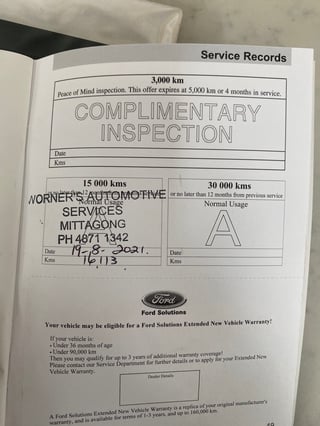 Service Records
3,000 km
Peace of Mind inspection. This offer expires at 5,000 km or 4 months in service.
COMPLIMENTARY
INSPECTION
Date
Kms
15 000 kms
or no later than 12
Normal Usage
WORNER'S AUTOMOTIVE
SERVICES
MITTAGONG
PH 4871 1342
Date 19-8-2021.
Kms 16,113
30 000 kms
or no later than 12 months from previous service
Normal Usage
A
Date
Kms
Ford
Ford Solutions
Your vehicle may be eligible for a Ford Solutions Extended New Vehicle Warranty!
If your vehicle is:
• Under 36 months of age
• Under 90,000 km
Then you may qualify for up to 3 years of additional warranty coverage!
Please contact our Service Department for further details or to apply for your Extended New
Vehicle Warranty.
Dealer Details
A Ford Solutions Extended New Vehicle Warranty is a replica of your original manufacturer's
warranty, and is available for terms of 1-3 years, and up to 160,000 km.